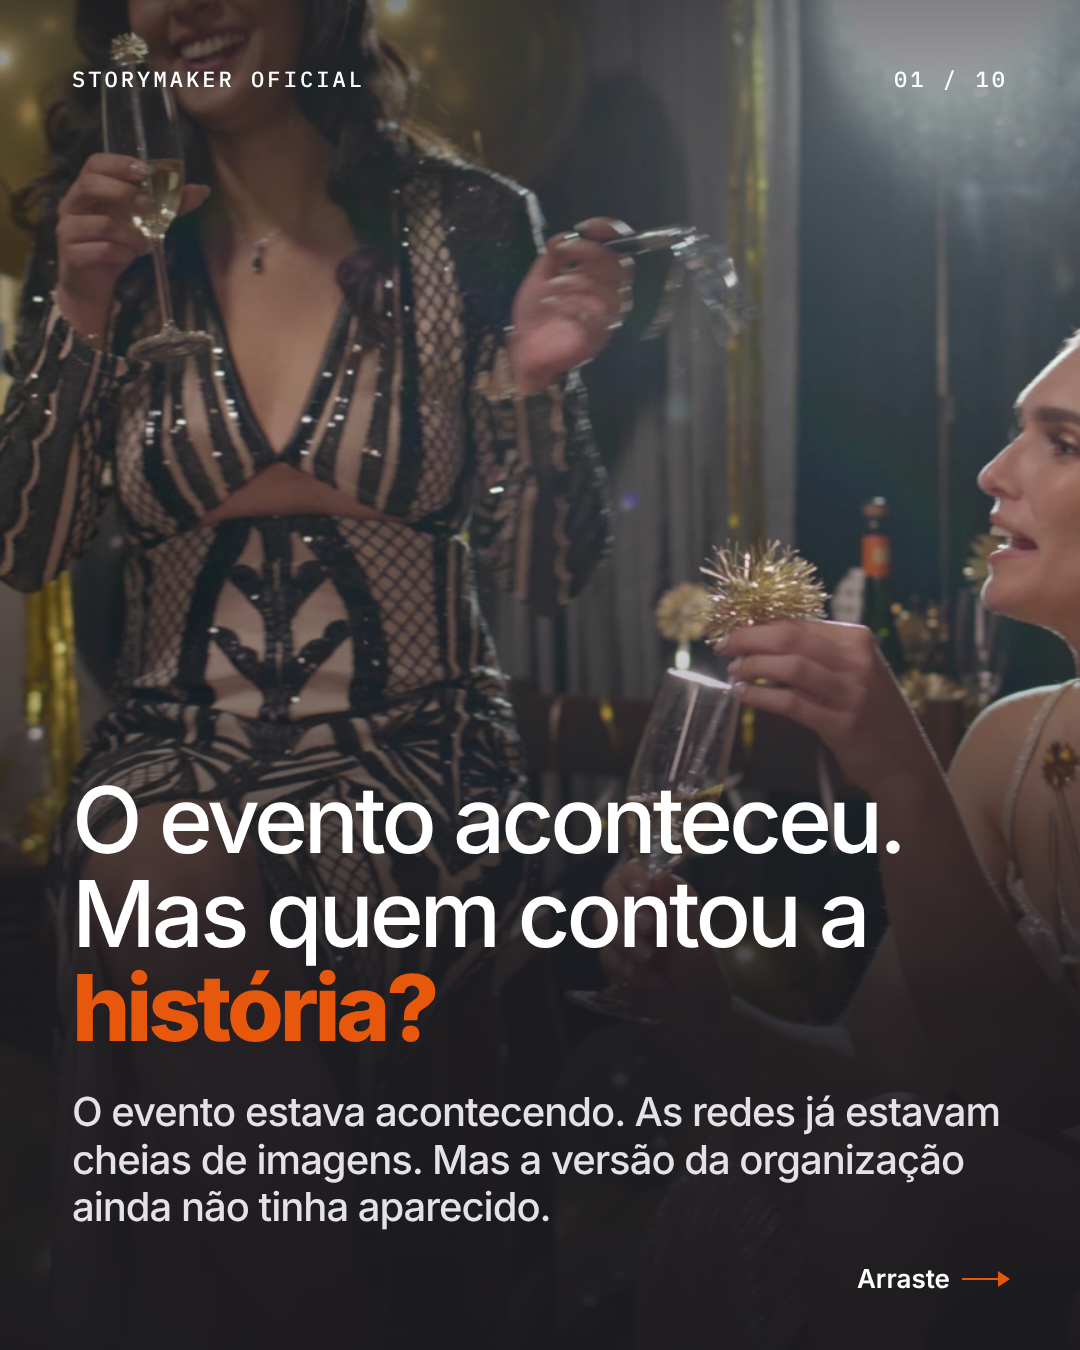 STORYMAKER OFICIAL
01 / 10
O evento aconteceu.
Mas quem contou a
história?
O evento estava acontecendo. As redes já estavam
cheias de imagens. Mas a versão da organização
ainda não tinha aparecido.
Arraste